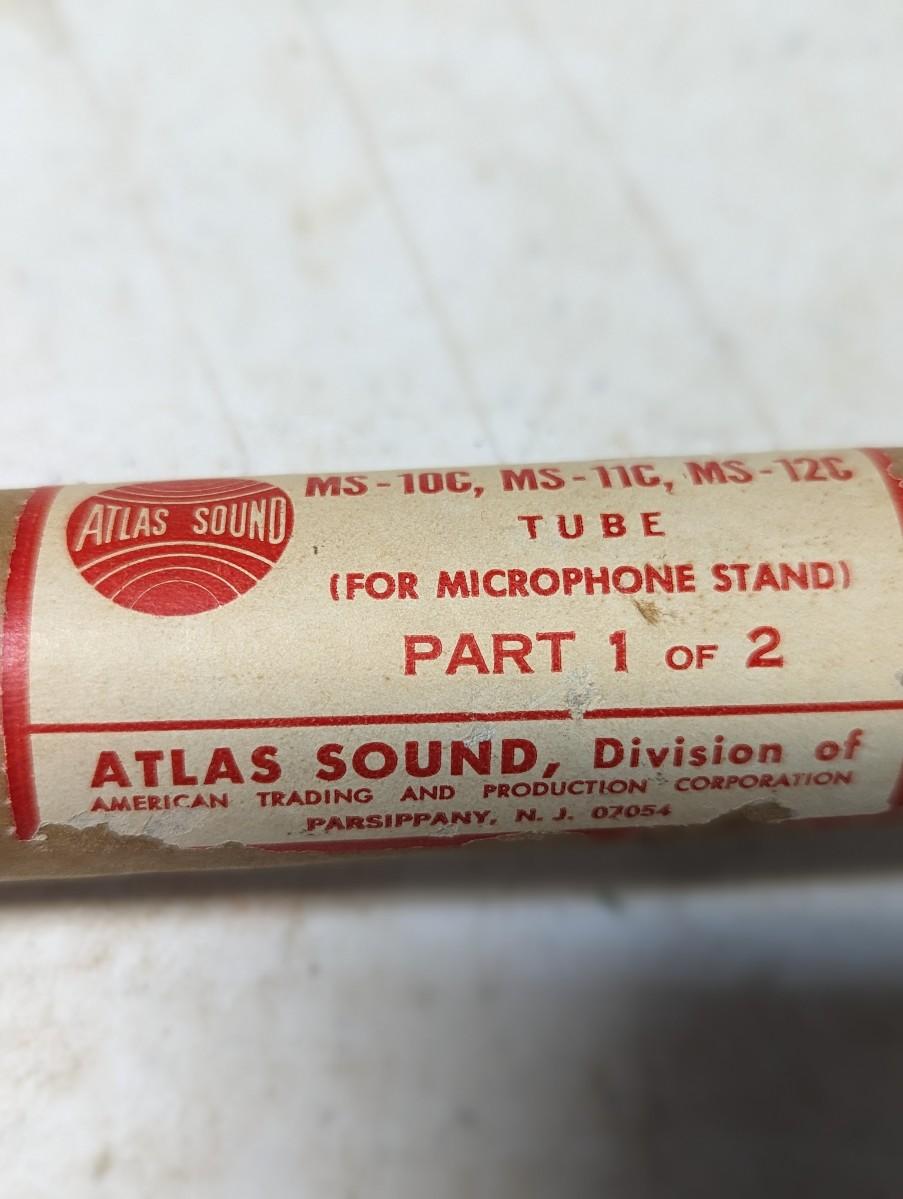 ATLAS SOUND
MS-10C, MS-11C, MS-12C
TUBE
(FOR MICROPHONE STAND)
PART 1 OF 2
ATLAS SOUND, Division of
AMERICAN TRADING AND PRODUCTION CORPORATION
PARSIPPANY, N. J. 07054